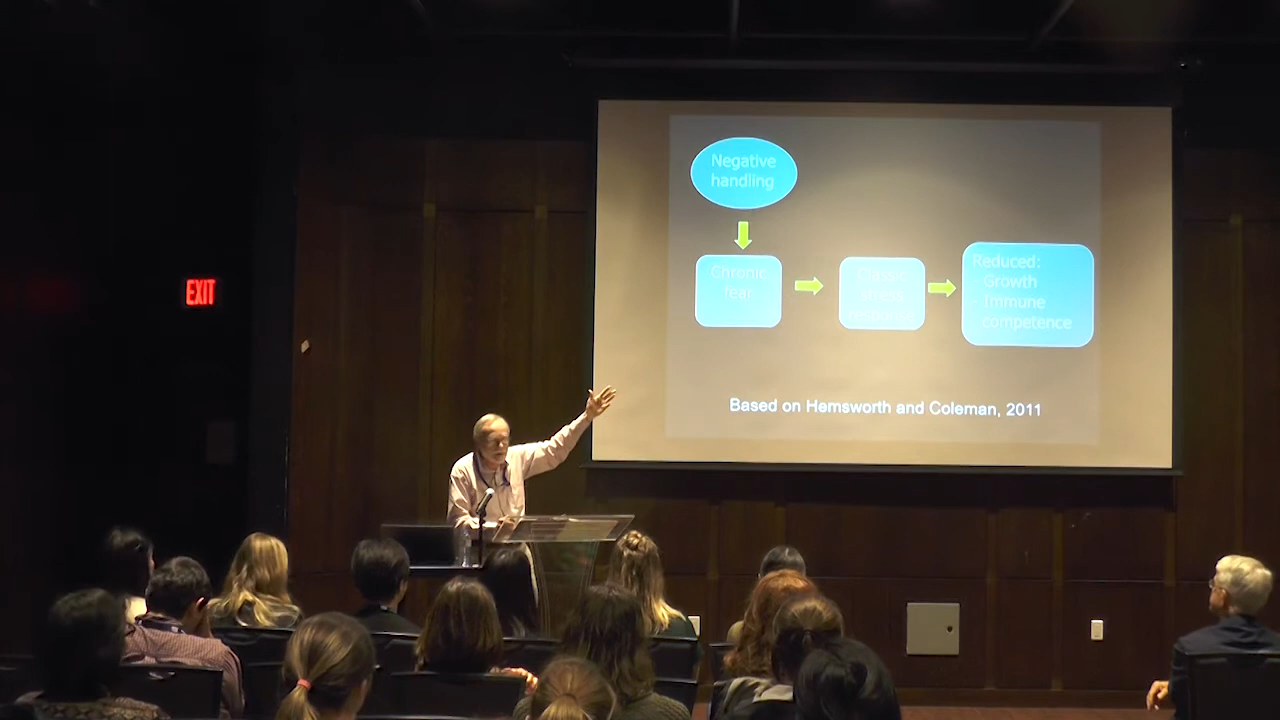 EXIT
Negative
handling
Chronic
fear
Classic
stress
response
Reduced:
Growth
- Immune
competence
Based on Hemsworth and Coleman, 2011